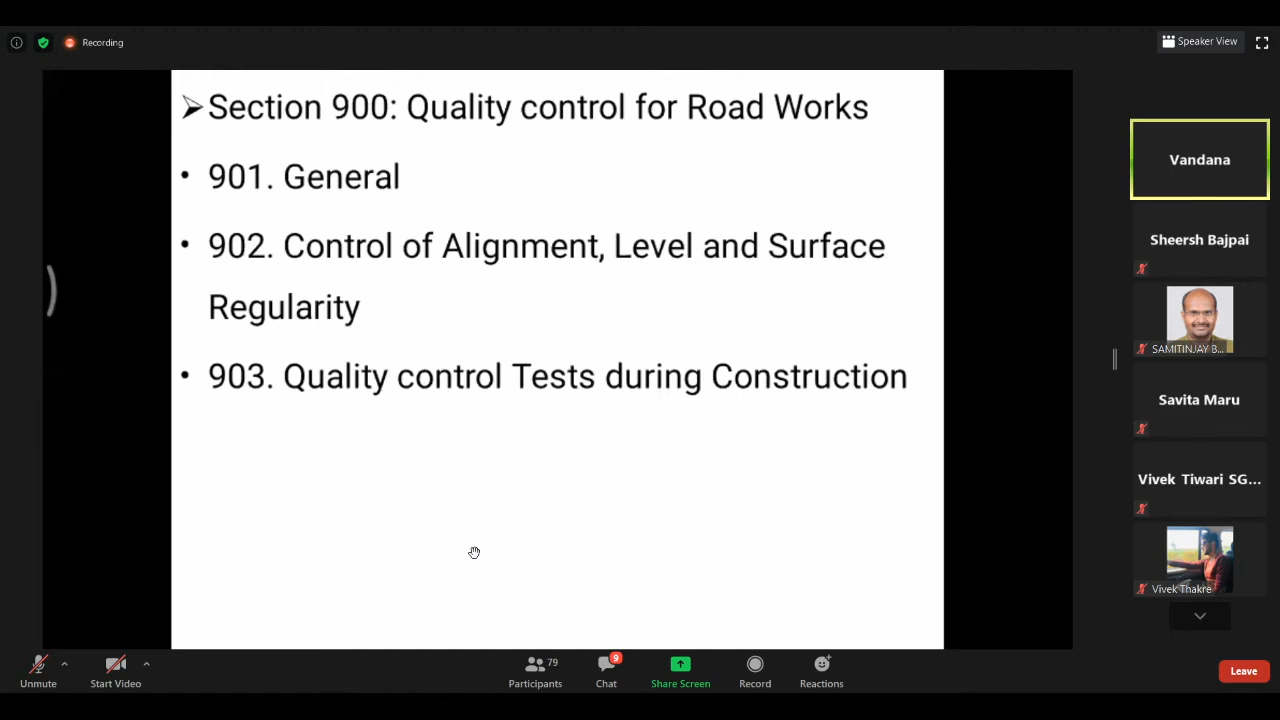 Recording
Speaker View
➢Section 900: Quality control for Road Works
• 901. General
• 902. Control of Alignment, Level and Surface
Regularity
• 903. Quality control Tests during Construction
Vandana
Sheersh Bajpai
SAMITINJAY B...
Savita Maru
Vivek Tiwari SG...
Vivek Thakre
Unmute
Start Video
79
Participants
9
Chat
Share Screen
Record
Reactions
Leave